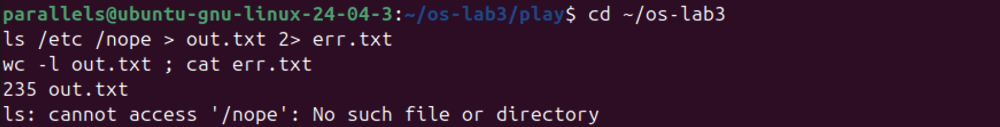 parallels@ubuntu-gnu-linux-24-04-3:~/os-lab3/play$ cd ~/os-lab3
ls /etc /nope > out.txt 2> err.txt
wc -l out.txt ; cat err.txt
235 out.txt
ls: cannot access '/nope': No such file or directory